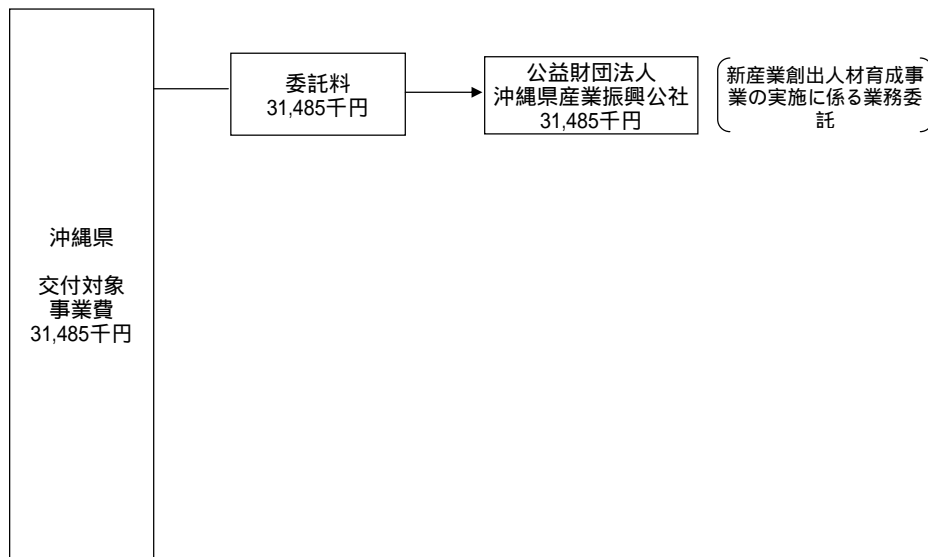 委託料
31,485千円
公益財団法人
沖縄県産業振興公社
31,485千円
新産業創出人材育成事
業の実施に係る業務委
託
沖縄県
交付対象
事業費
31,485千円